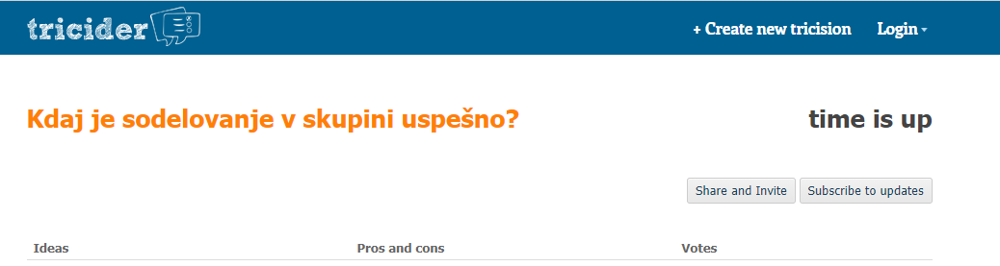 tricider + Create new tricision Login
Kdaj je sodelovanje v skupini uspešno? time is up
Share and Invite Subscribe to updates
Ideas Pros and cons Votes